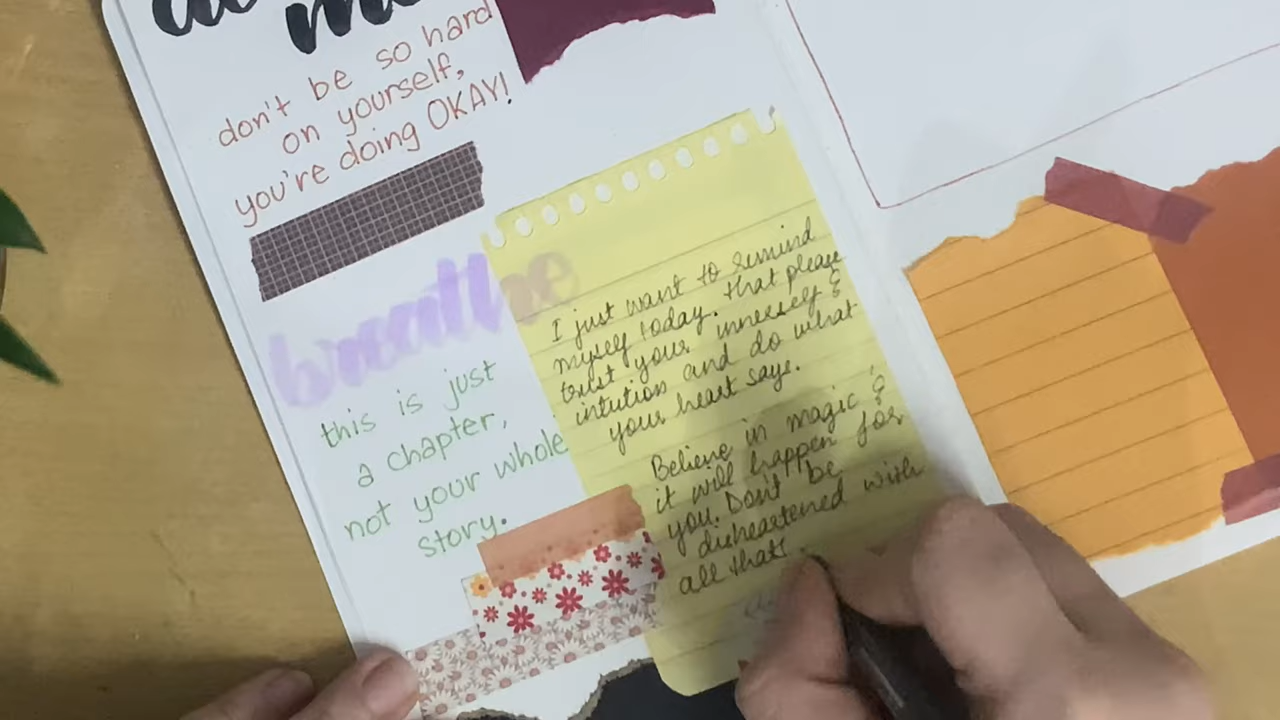 don't be so hard
on yourself,
you're doing OKAY!
breathe
this is just
a chapter,
not your whole
story.
I just want to remind
myself today. that please
trust your innerself &
intution and do what
your heart says.
Believe in magic &
it will happen for
you. Don't be
disheartened with
all that